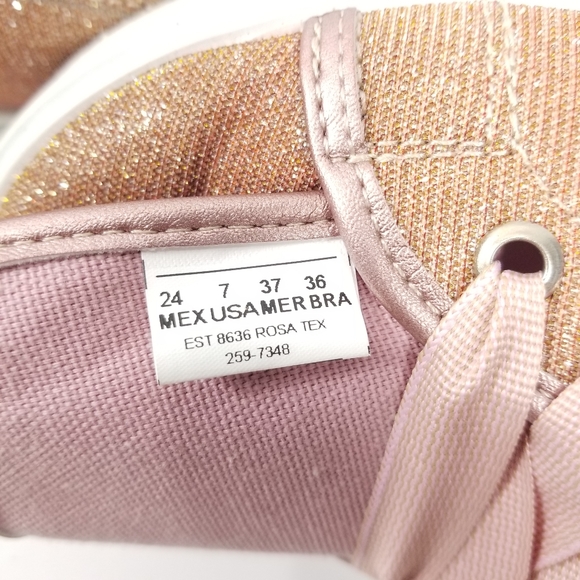 24 7 37 36
MEX USA MER BRA
EST 8636 ROSA TEX
259-7348